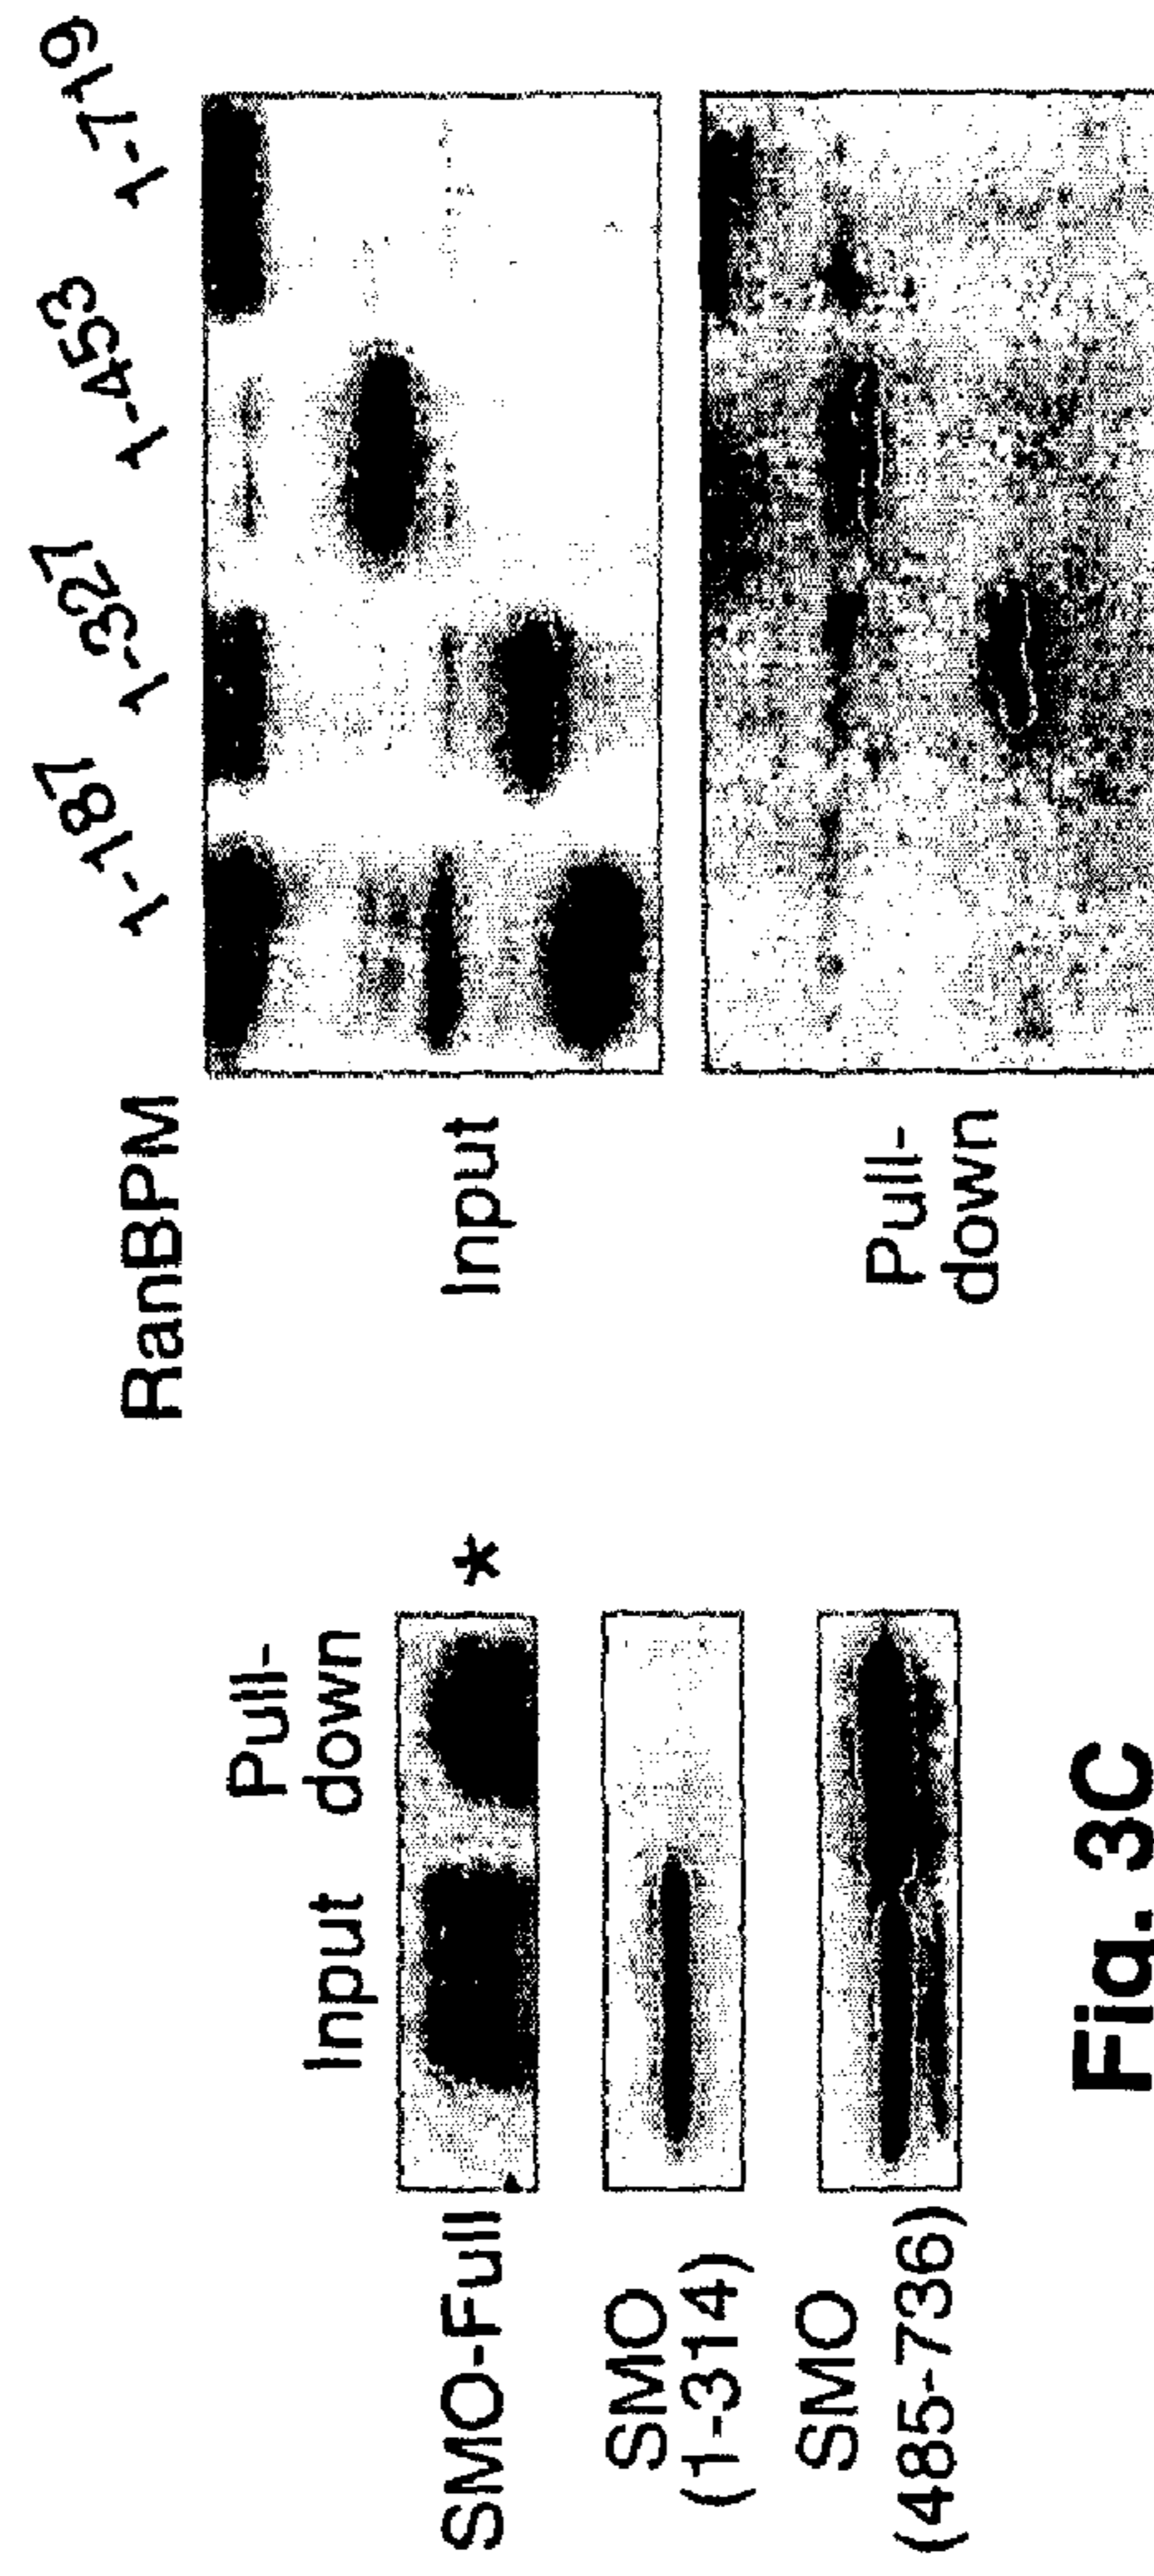 Input
Pull-
down
SMO-Full
*
SMO
(1-314)
SMO
(485-736)
RanBPM
1-187
1-327
1-453
1-719
Input
Pull-
down
Fig. 3C